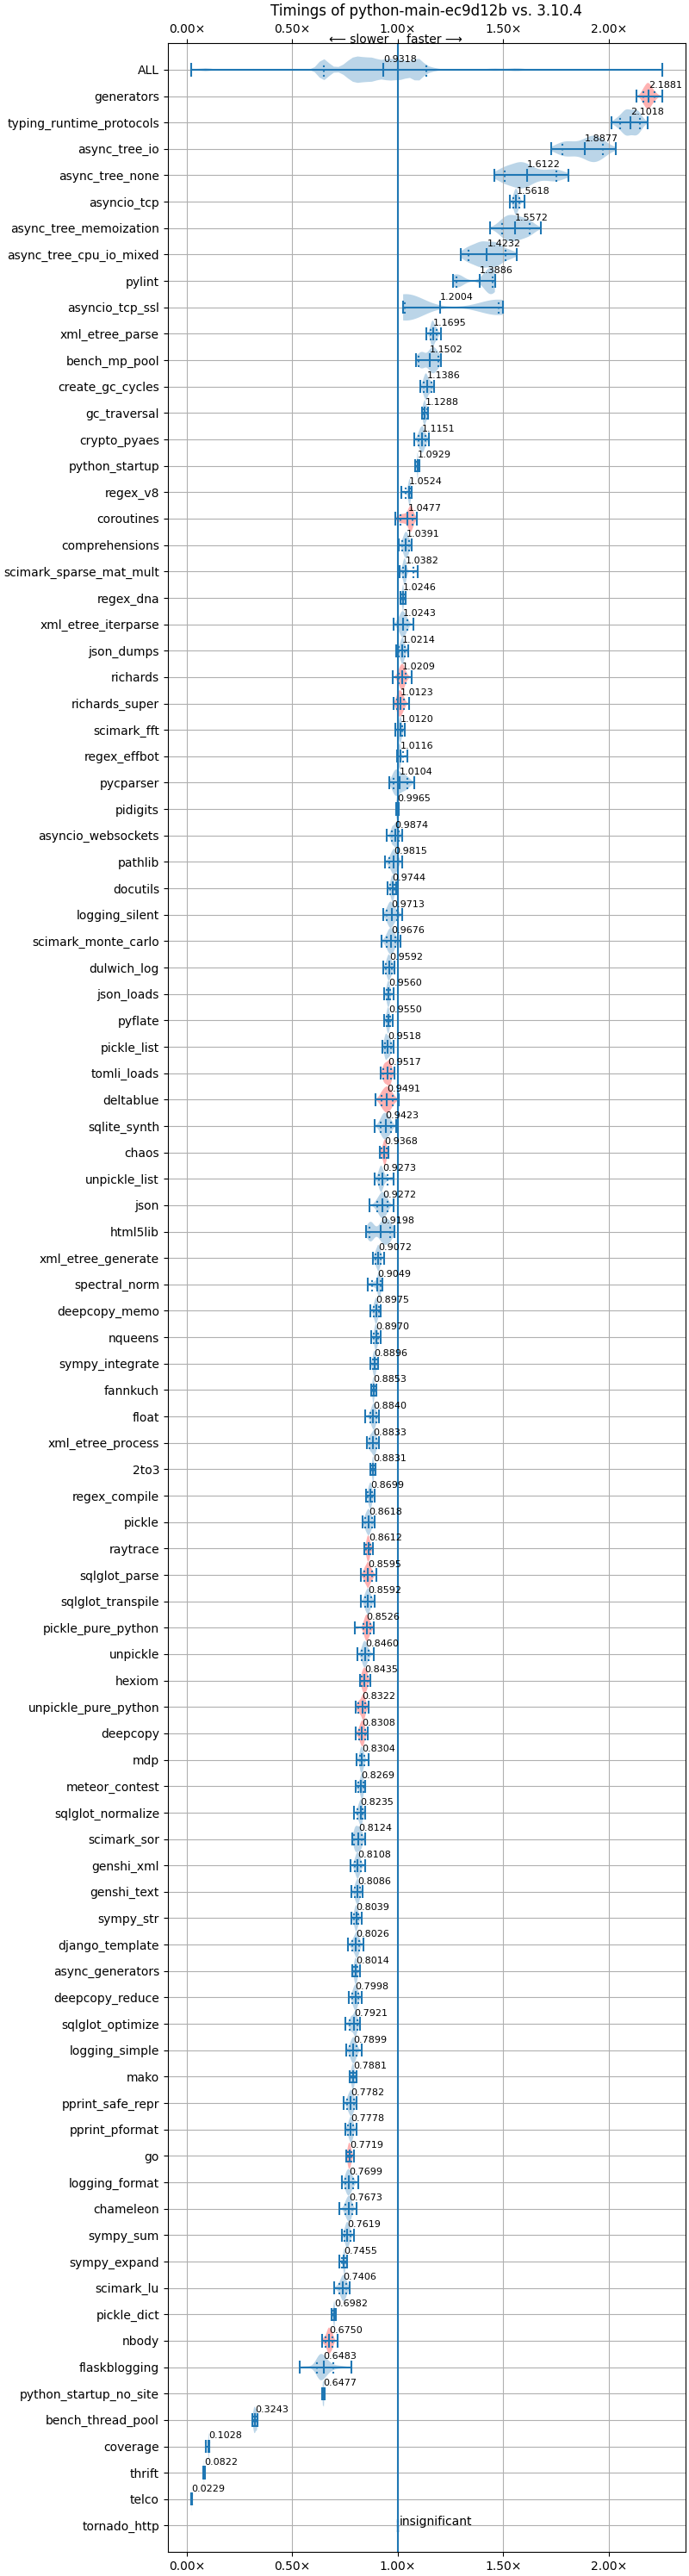 Timings of python-main-ec9d12b vs. 3.10.4
0.00× 0.50× 1.00× 1.50× 2.00×
⟵ slower faster ⟶
ALL 0.9318
generators 2.1881
typing_runtime_protocols 2.1018
async_tree_io 1.8877
async_tree_none 1.6122
asyncio_tcp 1.5618
async_tree_memoization 1.5572
async_tree_cpu_io_mixed 1.4232
pylint 1.3886
asyncio_tcp_ssl 1.2004
xml_etree_parse 1.1695
bench_mp_pool 1.1502
create_gc_cycles 1.1386
gc_traversal 1.1288
crypto_pyaes 1.1151
python_startup 1.0929
regex_v8 1.0524
coroutines 1.0477
comprehensions 1.0391
scimark_sparse_mat_mult 1.0382
regex_dna 1.0246
xml_etree_iterparse 1.0243
json_dumps 1.0214
richards 1.0209
richards_super 1.0123
scimark_fft 1.0120
regex_effbot 1.0116
pycparser 1.0104
pidigits 0.9965
asyncio_websockets 0.9874
pathlib 0.9815
docutils 0.9744
logging_silent 0.9713
scimark_monte_carlo 0.9676
dulwich_log 0.9592
json_loads 0.9560
pyflate 0.9550
pickle_list 0.9518
tomli_loads 0.9517
deltablue 0.9491
sqlite_synth 0.9423
chaos 0.9368
unpickle_list 0.9273
json 0.9272
html5lib 0.9198
xml_etree_generate 0.9072
spectral_norm 0.9049
deepcopy_memo 0.8975
nqueens 0.8970
sympy_integrate 0.8896
fannkuch 0.8853
float 0.8840
xml_etree_process 0.8833
2to3 0.8831
regex_compile 0.8699
pickle 0.8618
raytrace 0.8612
sqlglot_parse 0.8595
sqlglot_transpile 0.8592
pickle_pure_python 0.8526
unpickle 0.8460
hexiom 0.8435
unpickle_pure_python 0.8322
deepcopy 0.8308
mdp 0.8304
meteor_contest 0.8269
sqlglot_normalize 0.8235
scimark_sor 0.8124
genshi_xml 0.8108
genshi_text 0.8086
sympy_str 0.8039
django_template 0.8026
async_generators 0.8014
deepcopy_reduce 0.7998
sqlglot_optimize 0.7921
logging_simple 0.7899
mako 0.7881
pprint_safe_repr 0.7782
pprint_pformat 0.7778
go 0.7719
logging_format 0.7699
chameleon 0.7673
sympy_sum 0.7619
sympy_expand 0.7455
scimark_lu 0.7406
pickle_dict 0.6982
nbody 0.6750
flaskblogging 0.6483
python_startup_no_site 0.6477
bench_thread_pool 0.3243
coverage 0.1028
thrift 0.0822
telco 0.0229
tornado_http insignificant
0.00× 0.50× 1.00× 1.50× 2.00×